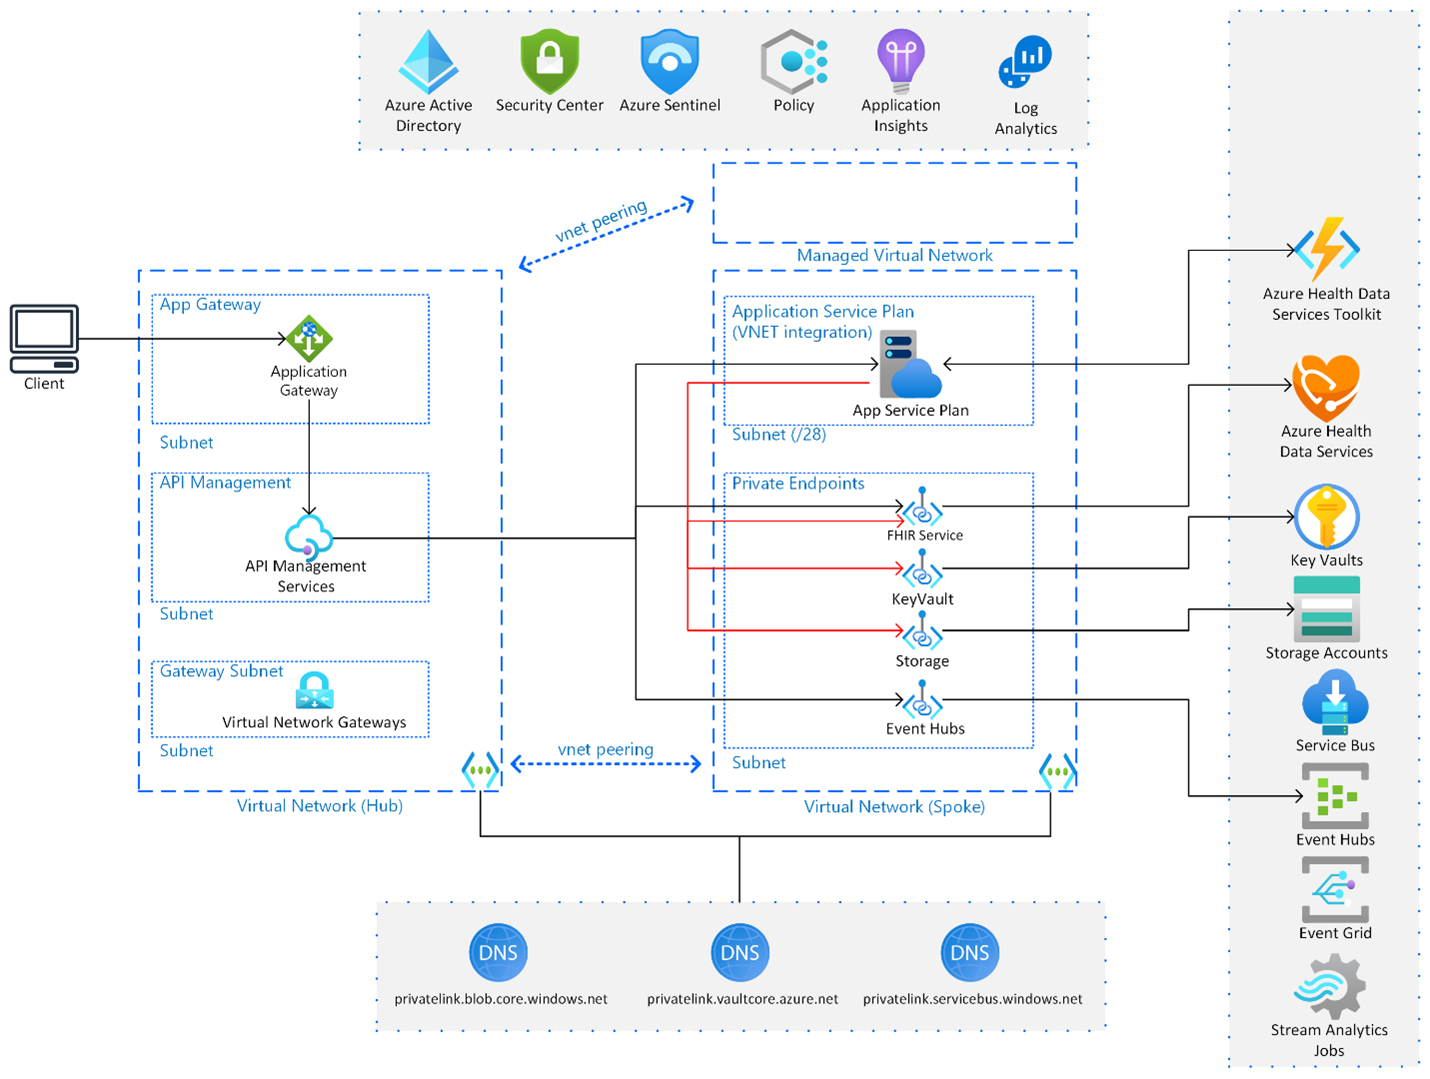 Azure Active
Directory
Security Center
Azure Sentinel
Policy
Application
Insights
Log
Analytics
vnet peering
Managed Virtual Network
App Gateway
Application
Gateway
Subnet
Client
API Management
API Management
Services
Subnet
Gateway Subnet
Virtual Network Gateways
Subnet
Virtual Network (Hub)
vnet peering
Application Service Plan
(VNET integration)
App Service Plan
Subnet (/28)
Private Endpoints
FHIR Service
KeyVault
Storage
Event Hubs
Subnet
Virtual Network (Spoke)
Azure Health Data
Services Toolkit
Azure Health
Data Services
Key Vaults
Storage Accounts
Service Bus
Event Hubs
Event Grid
Stream Analytics
Jobs
DNS
privatelink.blob.core.windows.net
DNS
privatelink.vaultcore.azure.net
DNS
privatelink.servicebus.windows.net